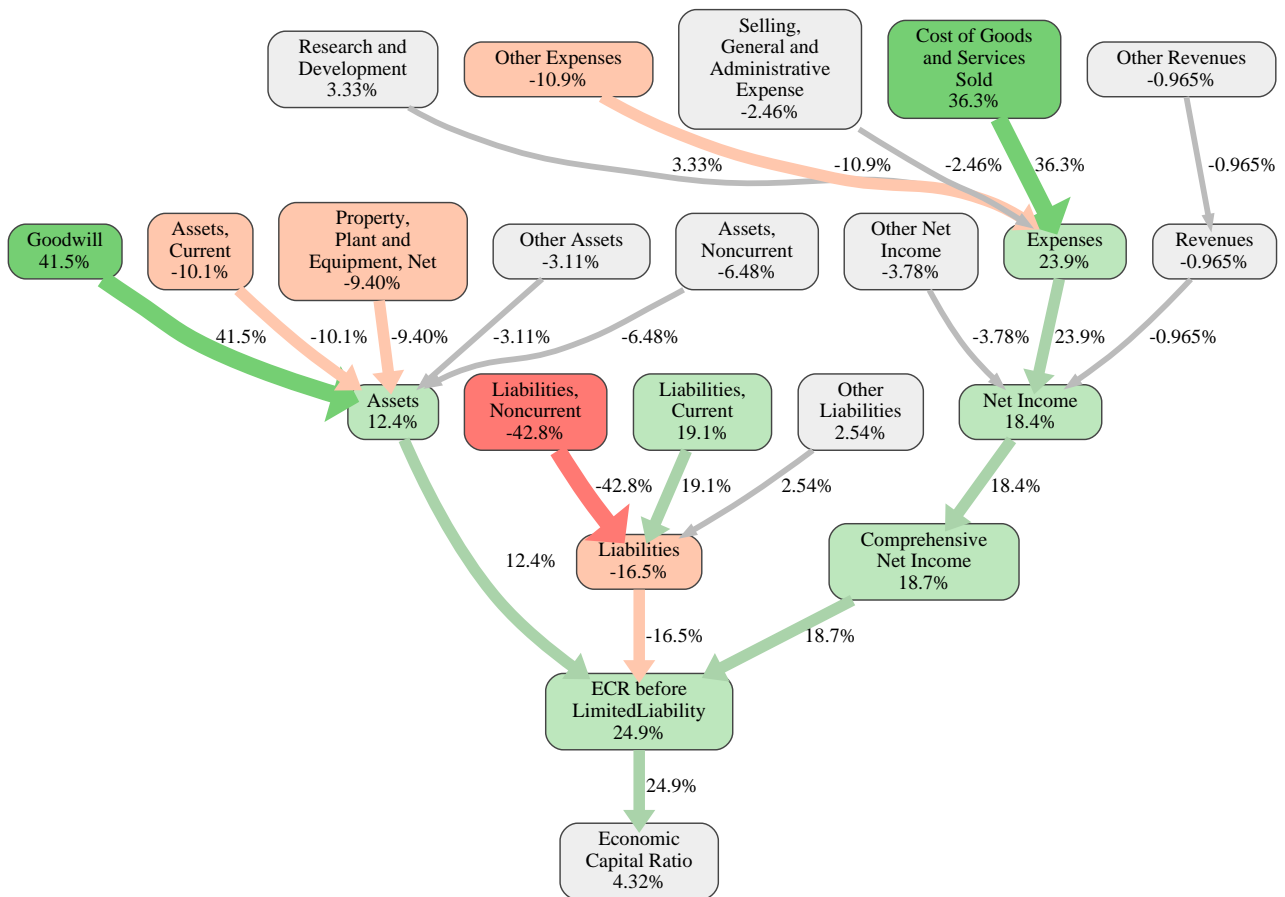 Research and
Development
3.33%
Other Expenses
-10.9%
Selling,
General and
Administrative
Expense
-2.46%
Cost of Goods
and Services
Sold
36.3%
Other Revenues
-0.965%
3.33%
-10.9%
-2.46%
36.3%
-0.965%
Goodwill
41.5%
Assets,
Current
-10.1%
Property,
Plant and
Equipment, Net
-9.40%
Other Assets
-3.11%
Assets,
Noncurrent
-6.48%
Other Net
Income
-3.78%
Expenses
23.9%
Revenues
-0.965%
41.5%
-10.1%
-9.40%
-3.11%
-6.48%
-3.78%
23.9%
-0.965%
Assets
12.4%
Liabilities,
Noncurrent
-42.8%
Liabilities,
Current
19.1%
Other
Liabilities
2.54%
Net Income
18.4%
-42.8%
19.1%
2.54%
18.4%
12.4%
Liabilities
-16.5%
Comprehensive
Net Income
18.7%
-16.5%
18.7%
ECR before
LimitedLiability
24.9%
24.9%
Economic
Capital Ratio
4.32%